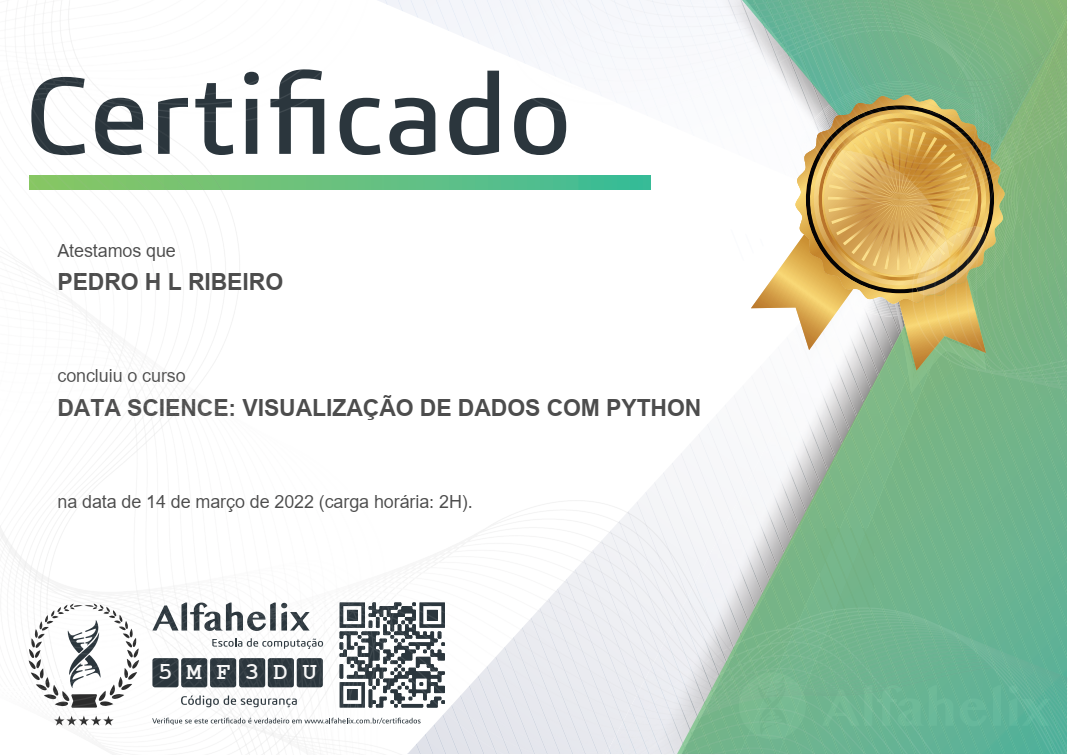 Certificado
Atestamos que
PEDRO H L RIBEIRO
concluiu o curso
DATA SCIENCE: VISUALIZAÇÃO DE DADOS COM PYTHON
na data de 14 de março de 2022 (carga horária: 2H).
Alfahelix
Escola de computação
5MF3DU
Código de segurança
Verifique se este certificado é verdadeiro em www.alfahelix.com.br/certificados
Alfahelix